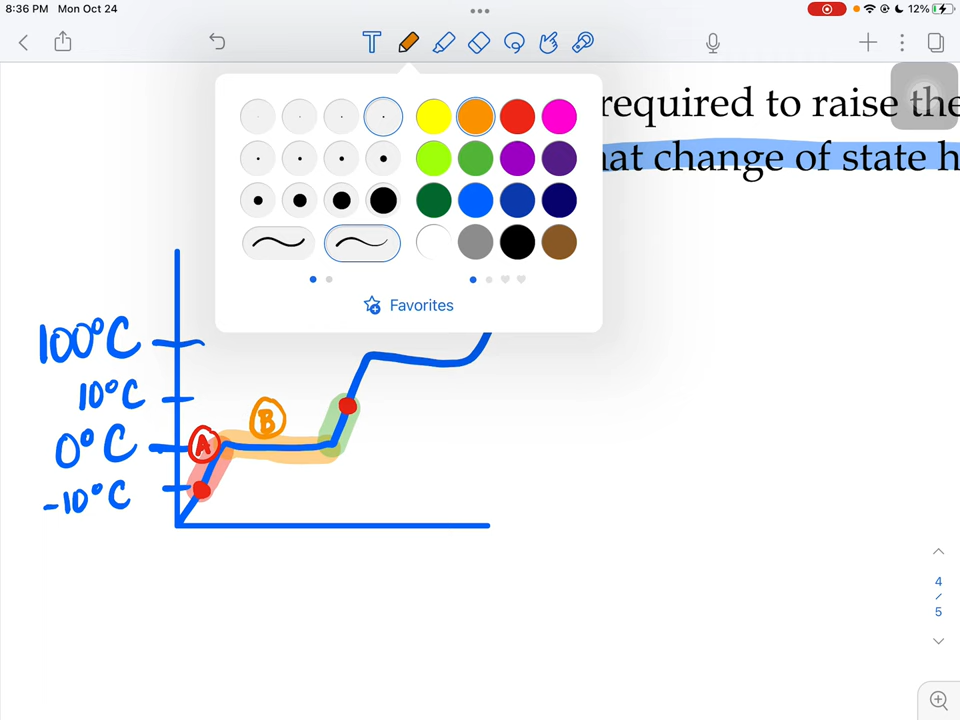 8:36 PM Mon Oct 24
12%
T
required to raise the
hat change of state h
Favorites
100°C
10°C
B
0°C
A
-10°C
4
/
5